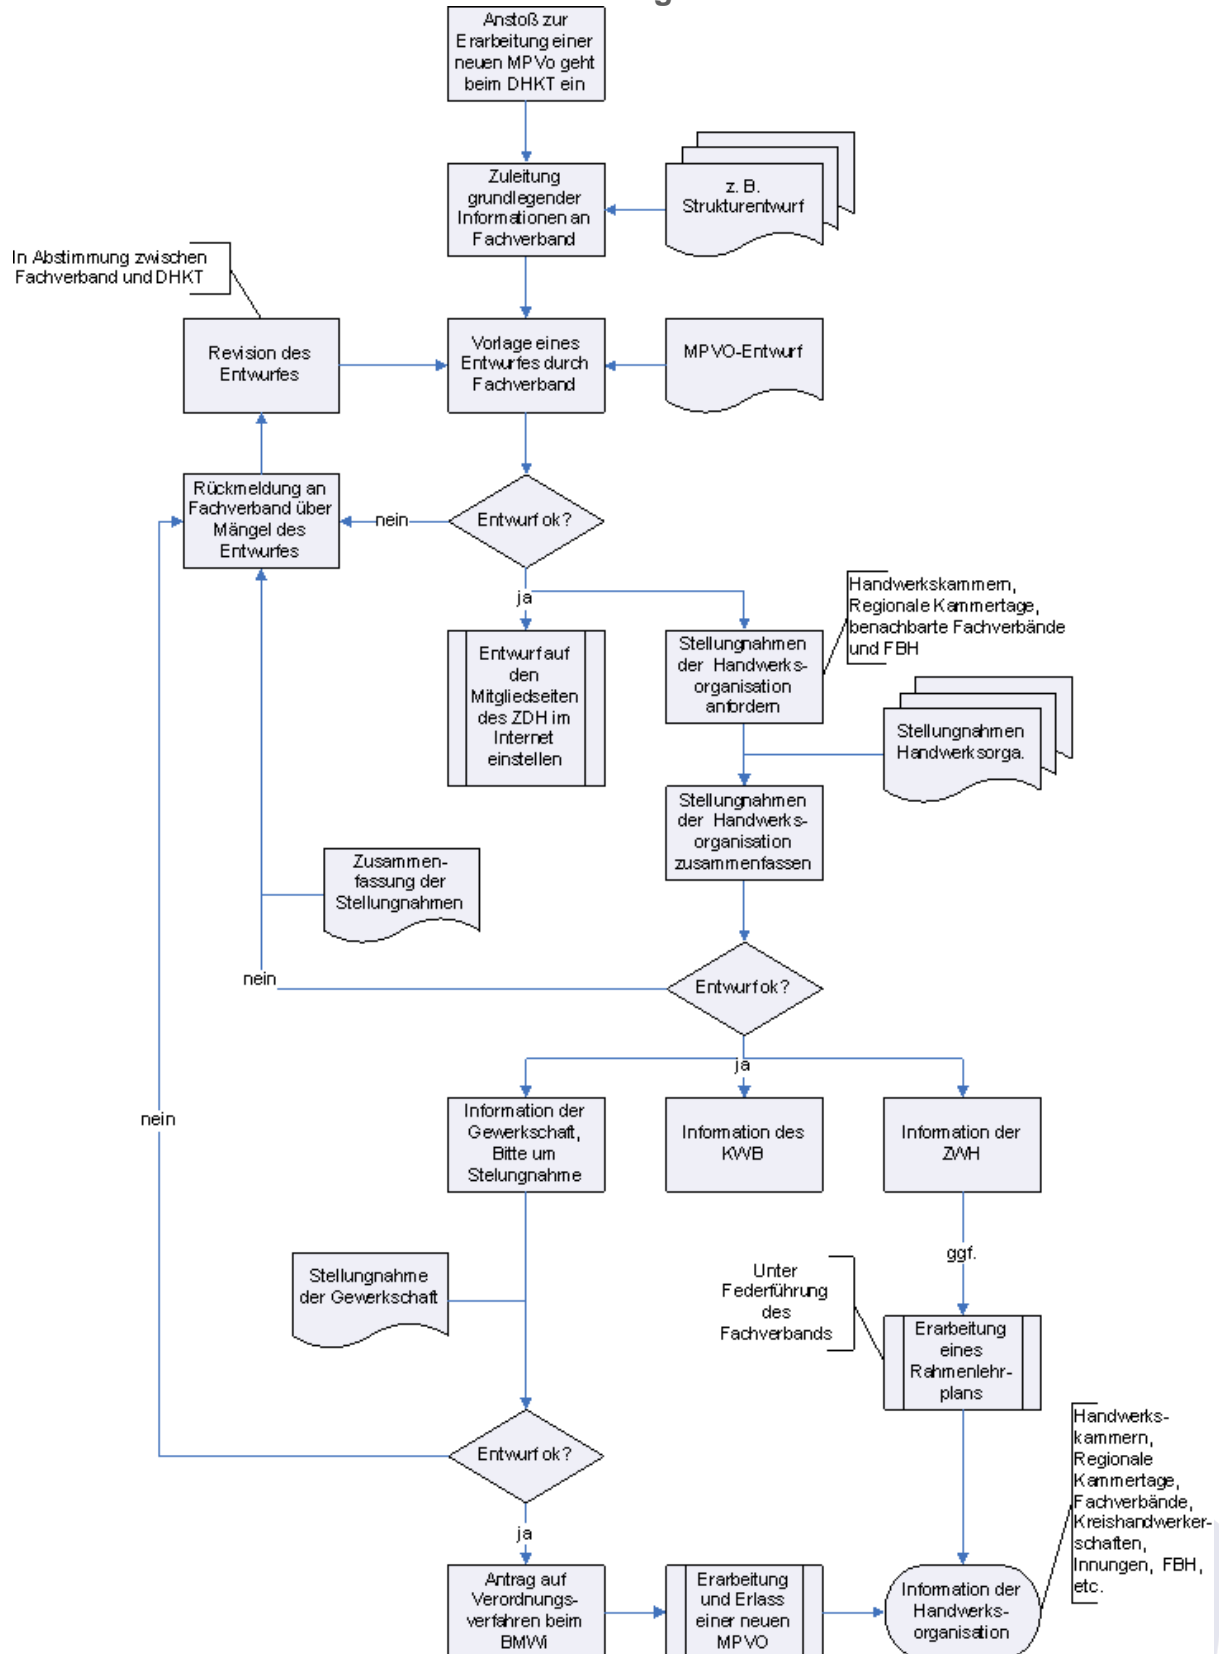 Anstoß zur
Erarbeitung einer
neuen MPVo geht
beim DHKT ein
Zuleitung
grundlegender
Informationen an
Fachverband
z. B.
Strukturentwurf
In Abstimmung zwischen
Fachverband und DHKT
Revision des
Entwurfes
Vorlage eines
Entwurfes durch
Fachverband
MPVO-Entwurf
Rückmeldung an
Fachverband über
Mängel des
Entwurfes
nein
Entwurf ok?
ja
Handwerkskammern,
Regionale Kammertage,
benachbarte Fachverbände
und FBH
Entwurf auf
den
Mitgliedseiten
des ZDH im
Internet
einstellen
Stellungnahmen
der Handwerks-
organisation
anfordern
Stellungnahmen
Handwerksorga.
Stellungnahmen
der Handwerks-
organisation
zusammenfassen
Zusammen-
fassung der
Stellungnahmen
nein
Entwurf ok?
ja
nein
Information der
Gewerkschaft,
Bitte um
Stelungnahme
Information des
KWB
Information der
ZWH
ggf.
Stellungnahme
der Gewerkschaft
Unter
Federführung
des
Fachverbands
Erarbeitung
eines
Rahmenlehr-
plans
Entwurf ok?
ja
Handwerks-
kammern,
Regionale
Kammertage,
Fachverbände,
Kreishandwerker-
schaften,
Innungen, FBH,
etc.
Antrag auf
Verordnungs-
verfahren beim
BMWi
Erarbeitung
und Erlass
einer neuen
MPVO
Information der
Handwerks-
organisation